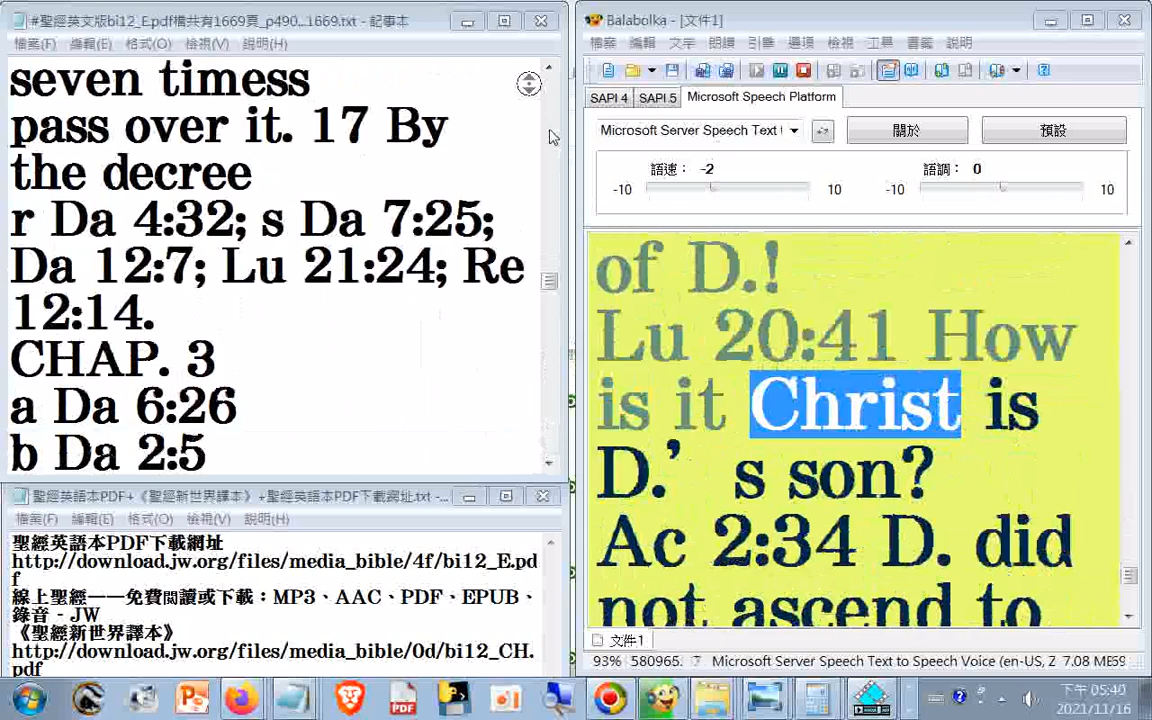 #聖經英文版bi12_E.pdf檔共有1669頁_p490...1669.txt - 記事本
檔案(F) 編輯(E) 格式(O) 檢視(V) 說明(H)
seven timess
pass over it. 17 By
the decree
r Da 4:32; s Da 7:25;
Da 12:7; Lu 21:24; Re
12:14.
CHAP. 3
a Da 6:26
b Da 2:5
聖經英語本PDF+《聖經新世界譯本》+聖經英語本PDF下載網址.txt -...
檔案(F) 編輯(E) 格式(O) 檢視(V) 說明(H)
聖經英語本PDF下載網址
http://download.jw.org/files/media_bible/4f/bi12_E.pd
f
線上聖經——免費閱讀或下載：MP3、AAC、PDF、EPUB、
錄音 - JW
《聖經新世界譯本》
http://download.jw.org/files/media_bible/0d/bi12_CH.
pdf
Balabolka - [文件1]
檔案 編輯 文字 朗讀 引擎 選項 檢視 工具 書籤 說明
SAPI 4 SAPI 5 Microsoft Speech Platform
Microsoft Server Speech Text 關於 預設
語速： -2 語調： 0
-10 10 -10 10
of D.!
Lu 20:41 How
is it Christ is
D.’s son?
Ac 2:34 D. did
not ascend to
文件1
93% 580965. Microsoft Server Speech Text to Speech Voice (en-US, Z 7.08 ME59
PDF
下午 05:40
2021/11/16